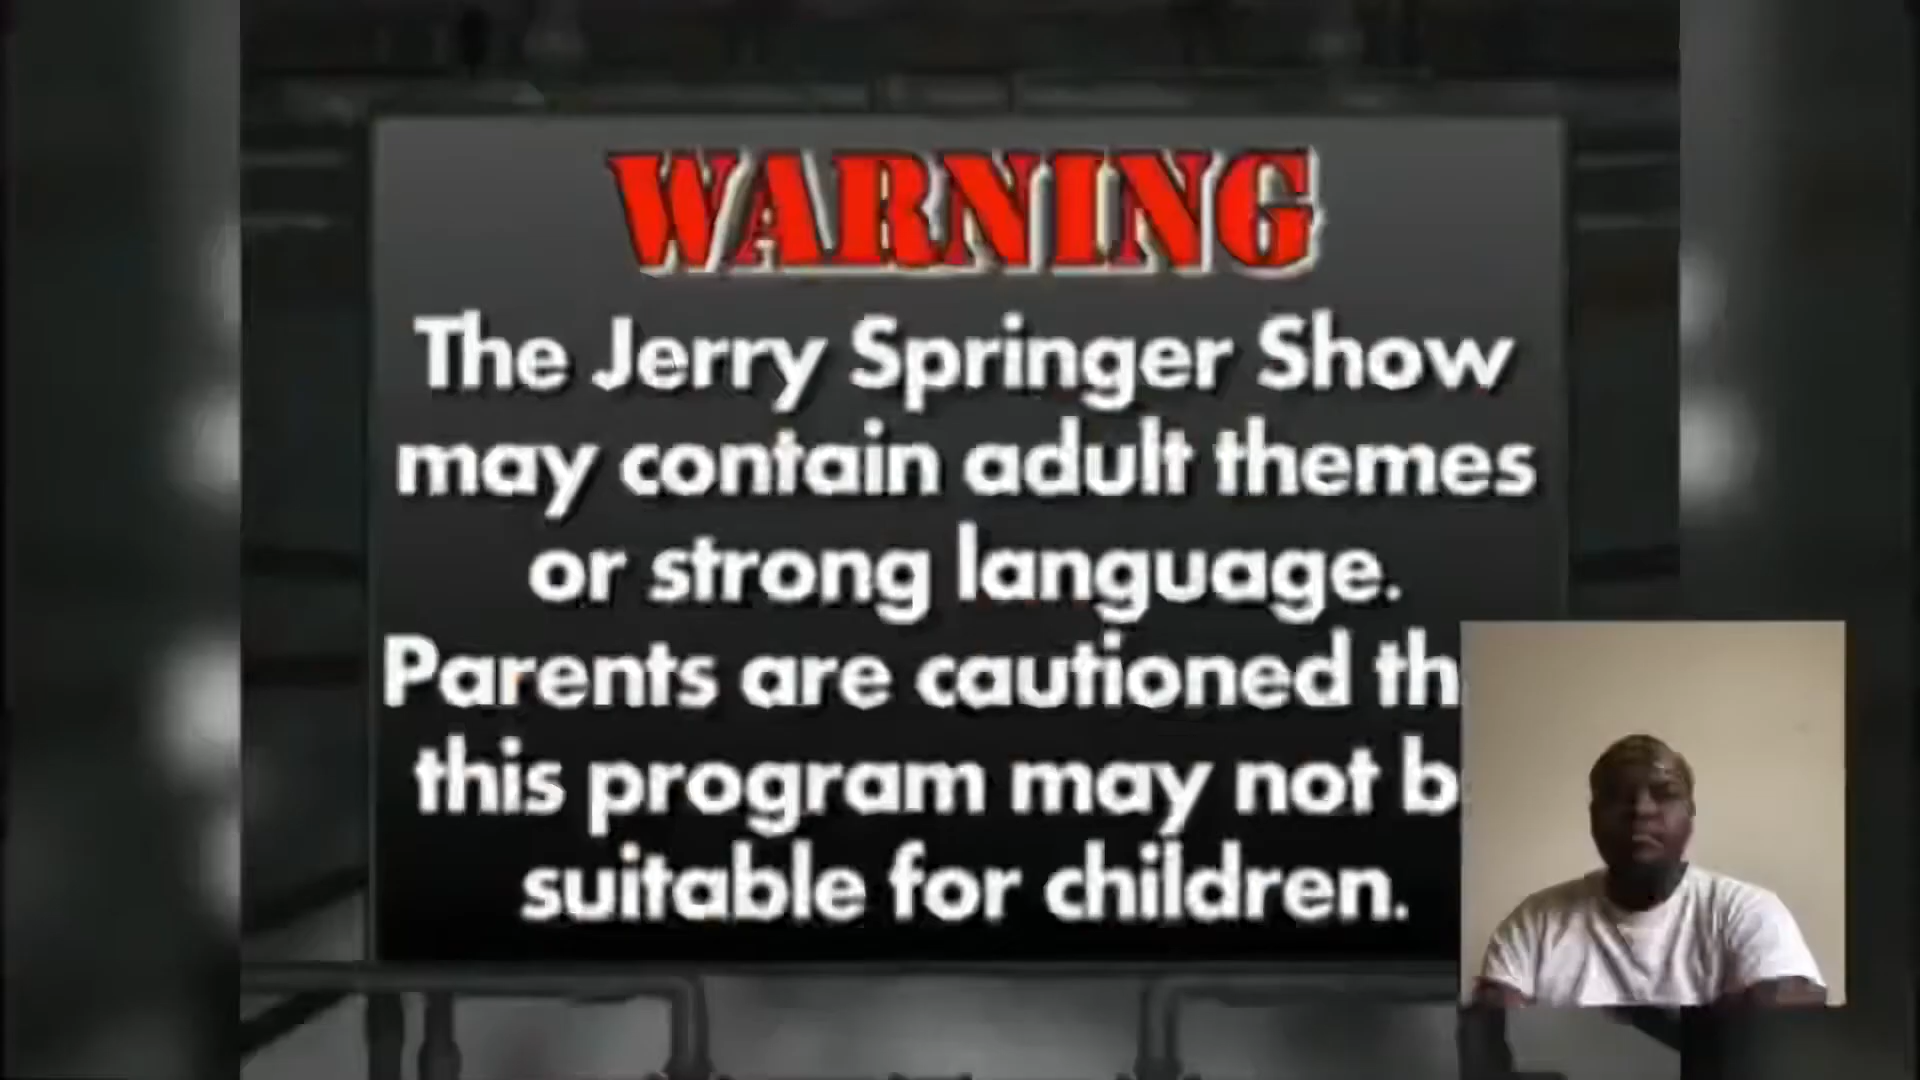 WARNING
The Jerry Springer Show
may contain adult themes
or strong language.
Parents are cautioned th
this program may not b
suitable for children.